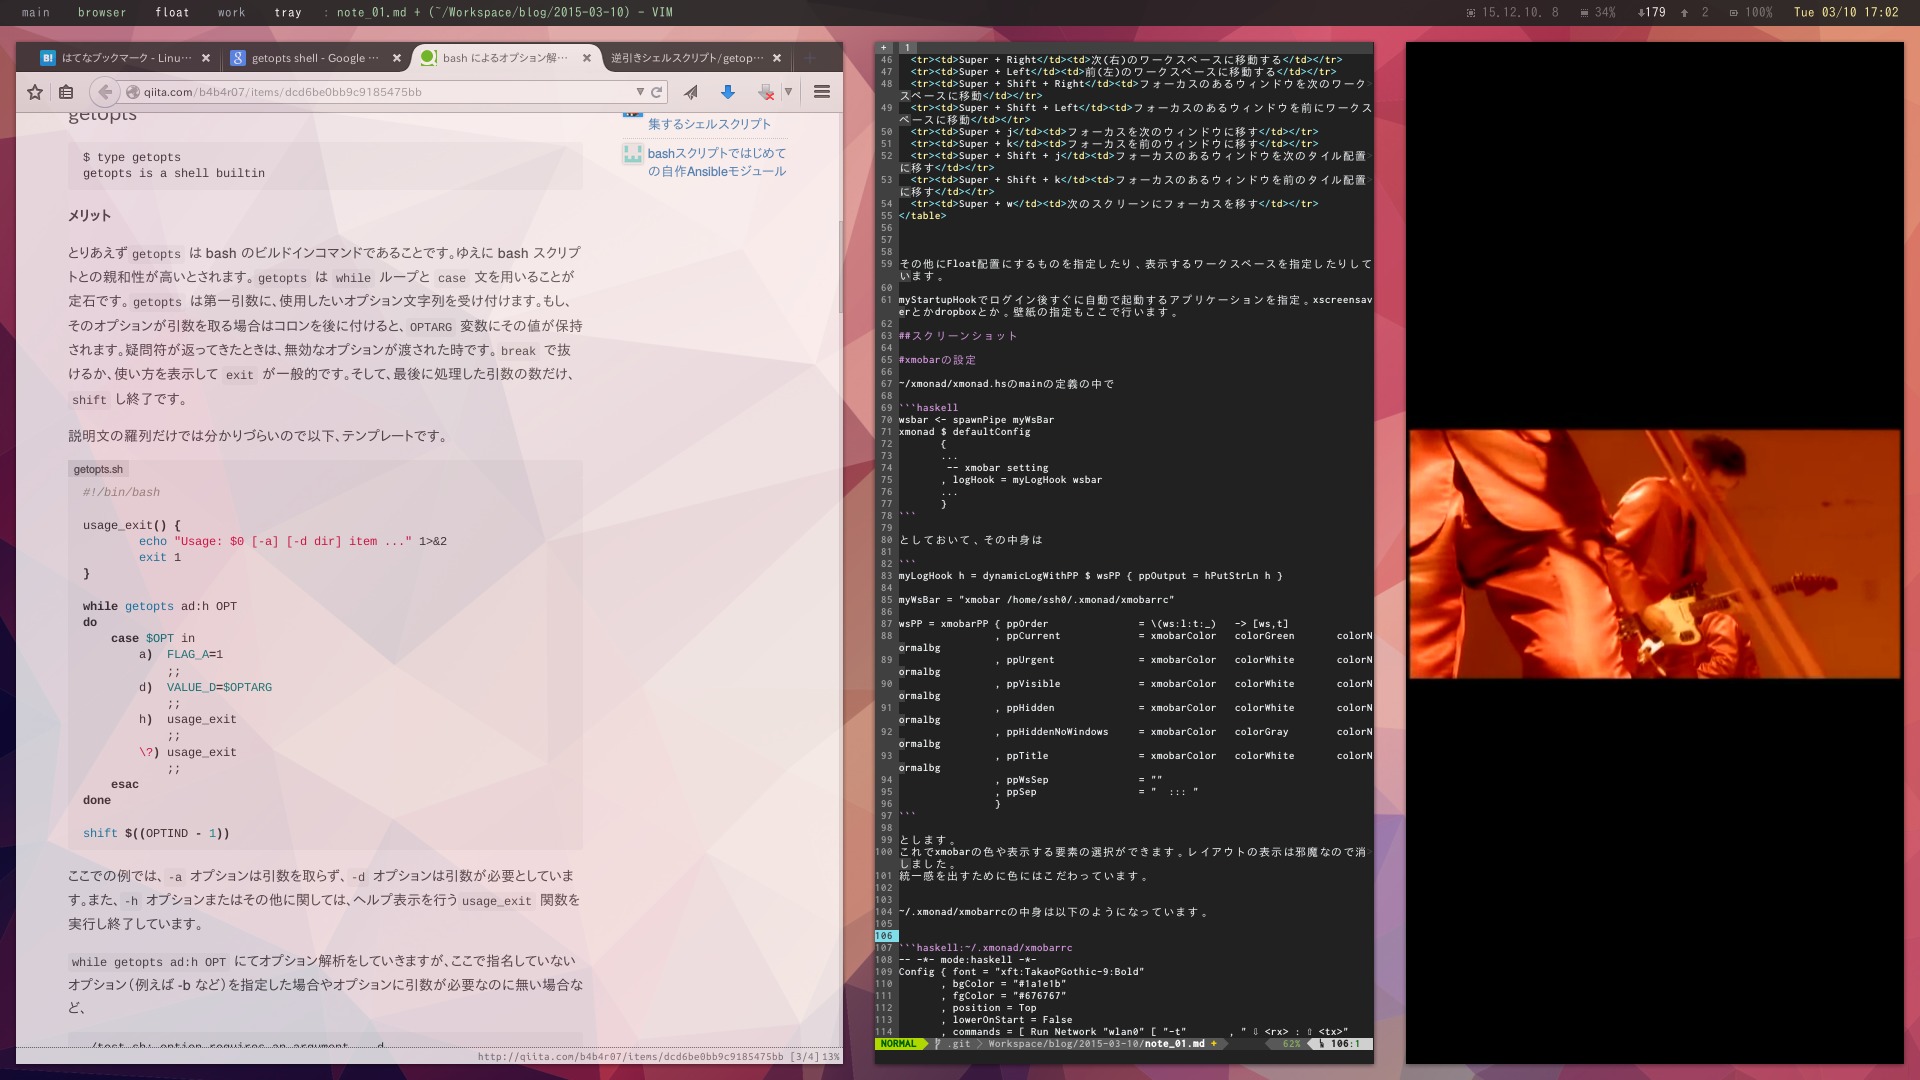 main browser float work tray : note_01.md + (~/Workspace/blog/2015-03-10) - VIM
15.12.10. 8 34% 179 2 100% Tue 03/10 17:02
はてなブックマーク - Linu…
getopts shell - Google …
bash によるオプション解…
逆引きシェルスクリプト/getop…
qiita.com/b4b4r07/items/dcd6be0bb9c9185475bb
getopts
$ type getopts
getopts is a shell builtin
メリット
とりあえず getopts は bash のビルドインコマンドであることです。ゆえに bash スクリプ
トとの親和性が高いとされます。 getopts は while ループと case 文を用いることが
定石です。 getopts は第一引数に、使用したいオプション文字列を受け付けます。もし、
そのオプションが引数を取る場合はコロンを後に付けると、 OPTARG 変数にその値が保持
されます。疑問符が返ってきたときは、無効なオプションが渡された時です。 break で抜
けるか、使い方を表示して exit が一般的です。そして、最後に処理した引数の数だけ、
shift し終了です。
説明文の羅列だけでは分かりづらいので以下、テンプレートです。
getopts.sh
#!/bin/bash
usage_exit() {
echo "Usage: $0 [-a] [-d dir] item ..." 1>&2
exit 1
}
while getopts ad:h OPT
do
case $OPT in
a) FLAG_A=1
;;
d) VALUE_D=$OPTARG
;;
h) usage_exit
;;
\?) usage_exit
;;
esac
done
shift $((OPTIND - 1))
ここでの例では、 -a オプションは引数を取らず、 -d オプションは引数が必要としていま
す。また、 -h オプションまたはその他に関しては、ヘルプ表示を行う usage_exit 関数を
実行し終了しています。
while getopts ad:h OPT にてオプション解析をしていきますが、ここで指名していない
オプション（例えば -b など）を指定した場合やオプションに引数が必要なのに無い場合な
ど、
集するシェルスクリプト
bashスクリプトではじめて
の自作Ansibleモジュール
http://qiita.com/b4b4r07/items/dcd6be0bb9c9185475bb [3/4]13%
+ 1
46 <tr><td>Super + Right</td><td>次(右)のワークスペースに移動する</td></tr>
47 <tr><td>Super + Left</td><td>前(左)のワークスペースに移動する</td></tr>
48 <tr><td>Super + Shift + Right</td><td>フォーカスのあるウィンドウを次のワーク
スペースに移動</td></tr>
49 <tr><td>Super + Shift + Left</td><td>フォーカスのあるウィンドウを前にワークス
ペースに移動</td></tr>
50 <tr><td>Super + j</td><td>フォーカスを次のウィンドウに移す</td></tr>
51 <tr><td>Super + k</td><td>フォーカスを前のウィンドウに移す</td></tr>
52 <tr><td>Super + Shift + j</td><td>フォーカスのあるウィンドウを次のタイル配置
に移す</td></tr>
53 <tr><td>Super + Shift + k</td><td>フォーカスのあるウィンドウを前のタイル配置
に移す</td></tr>
54 <tr><td>Super + w</td><td>次のスクリーンにフォーカスを移す</td></tr>
55 </table>
56
57
58
59 その他にFloat配置にするものを指定したり、表示するワークスペースを指定したりして
います。
60
61 myStartupHookでログイン後すぐに自動で起動するアプリケーションを指定。xscreensav
erとかdropboxとか。壁紙の指定もここで行います。
62
63 ##スクリーンショット
64
65 #xmobarの設定
66
67 ~/xmonad/xmonad.hsのmainの定義の中で
68
69 ```haskell
70 wsbar <- spawnPipe myWsBar
71 xmonad $ defaultConfig
72 {
73 ...
74 -- xmobar setting
75 , logHook = myLogHook wsbar
76 ...
77 }
78 ```
79
80 としておいて、その中身は
81
82 ```
83 myLogHook h = dynamicLogWithPP $ wsPP { ppOutput = hPutStrLn h }
84
85 myWsBar = "xmobar /home/ssh0/.xmonad/xmobarrc"
86
87 wsPP = xmobarPP { ppOrder = \(ws:l:t:_) -> [ws,t]
88 , ppCurrent = xmobarColor colorGreen colorN
ormalbg
89 , ppUrgent = xmobarColor colorWhite colorN
ormalbg
90 , ppVisible = xmobarColor colorWhite colorN
ormalbg
91 , ppHidden = xmobarColor colorWhite colorN
ormalbg
92 , ppHiddenNoWindows = xmobarColor colorGray colorN
ormalbg
93 , ppTitle = xmobarColor colorWhite colorN
ormalbg
94 , ppWsSep = ""
95 , ppSep = " ::: "
96 }
97 ```
98
99 とします。
100 これでxmobarの色や表示する要素の選択ができます。レイアウトの表示は邪魔なので消
しました。
101 統一感を出すために色にはこだわっています。
102
103
104 ~/.xmonad/xmobarrcの中身は以下のようになっています。
105
106
107 ```haskell:~/.xmonad/xmobarrc
108 -- -*- mode:haskell -*-
109 Config { font = "xft:TakaoPGothic-9:Bold"
110 , bgColor = "#1a1e1b"
111 , fgColor = "#676767"
112 , position = Top
113 , lowerOnStart = False
114 , commands = [ Run Network "wlan0" [ "-t" , " ⇩ <rx> : ⇧ <tx>"
NORMAL .git Workspace/blog/2015-03-10/note_01.md + 62% 106:1